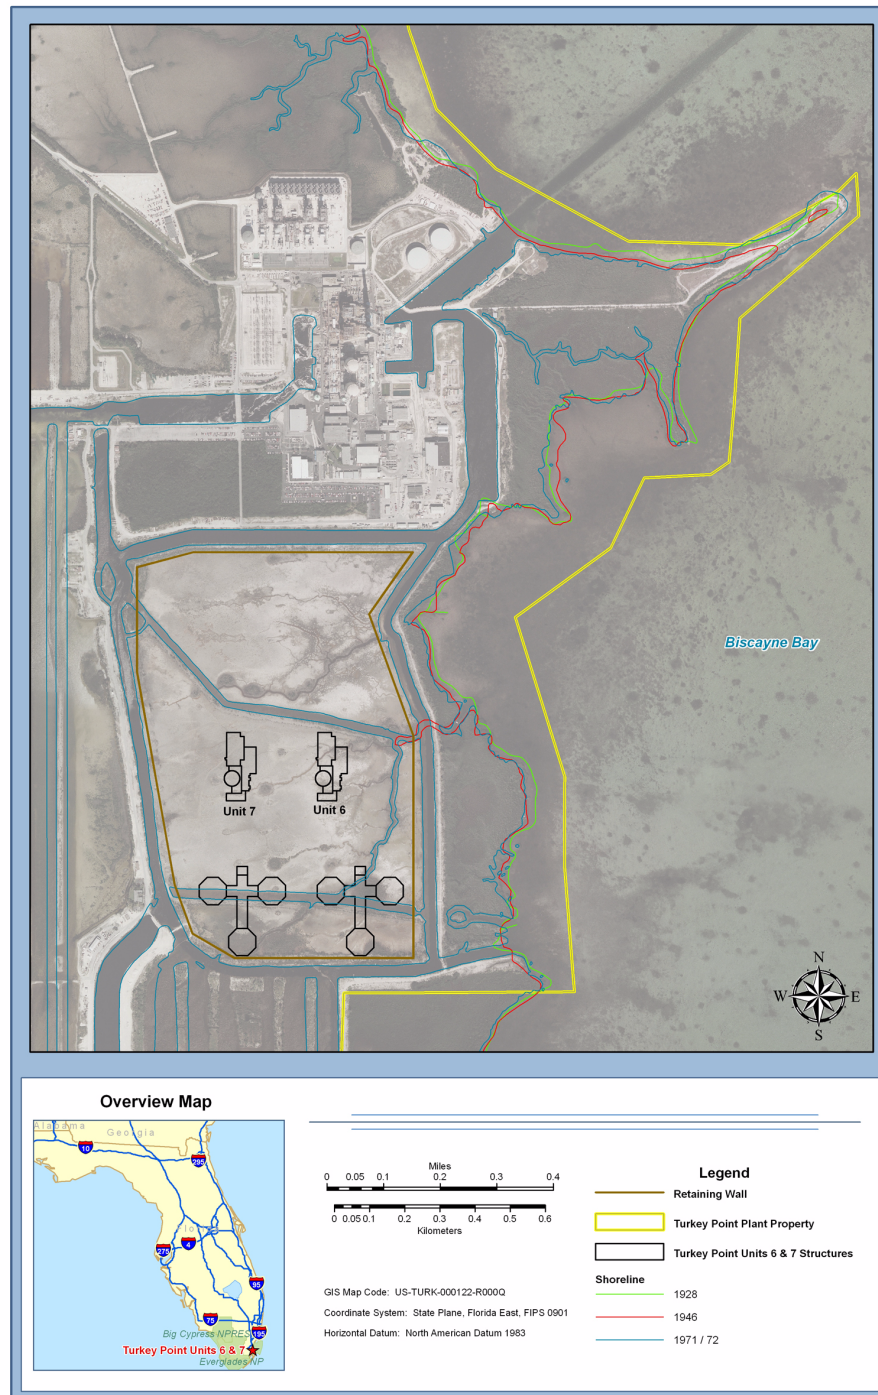 Biscayne Bay
Unit 7
Unit 6
N
W
E
S
Overview Map
Alabama
Georgia
10
295
275
4
95
75
195
Big Cypress NPRES
Turkey Point Units 6 & 7
Everglades NP
Miles
0 0.05 0.1 0.2 0.3 0.4
0 0.05 0.1 0.2 0.3 0.4 0.5 0.6
Kilometers
GIS Map Code: US-TURK-000122-R000Q
Coordinate System: State Plane, Florida East, FIPS 0901
Horizontal Datum: North American Datum 1983
Legend
Retaining Wall
Turkey Point Plant Property
Turkey Point Units 6 & 7 Structures
Shoreline
1928
1946
1971 / 72